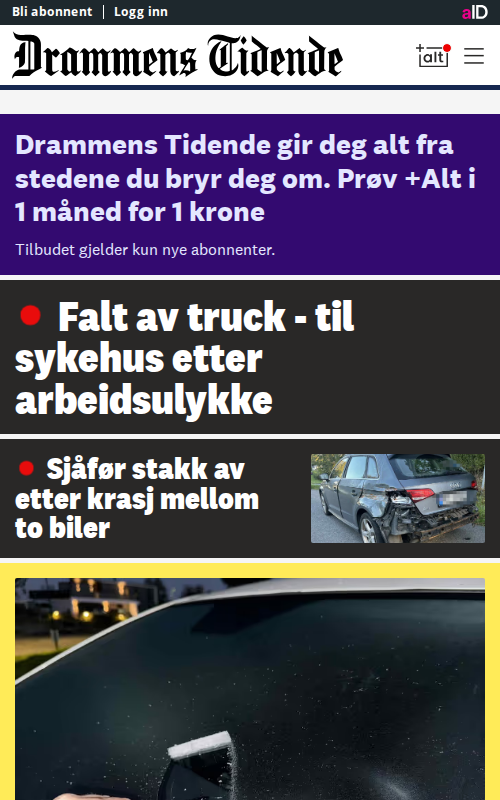 Bli abonnent | Logg inn
aID
Drammens Tidende
+alt
Drammens Tidende gir deg alt fra
stedene du bryr deg om. Prøv +Alt i
1 måned for 1 krone
Tilbudet gjelder kun nye abonnenter.
Falt av truck - til
sykehus etter
arbeidsulykke
Sjåfør stakk av
etter krasj mellom
to biler